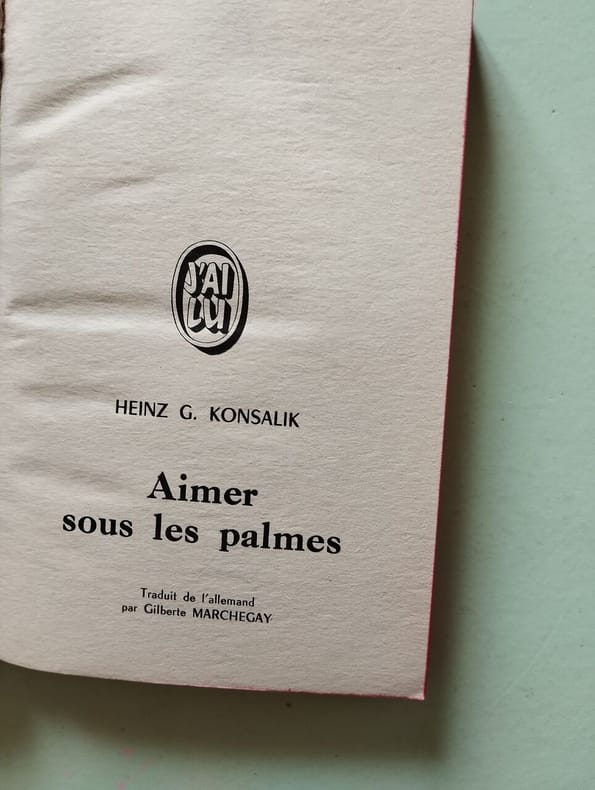 J'AI
LU
HEINZ G. KONSALIK
Aimer
sous les palmes
Traduit de l'allemand
par Gilberte MARCHEGAY